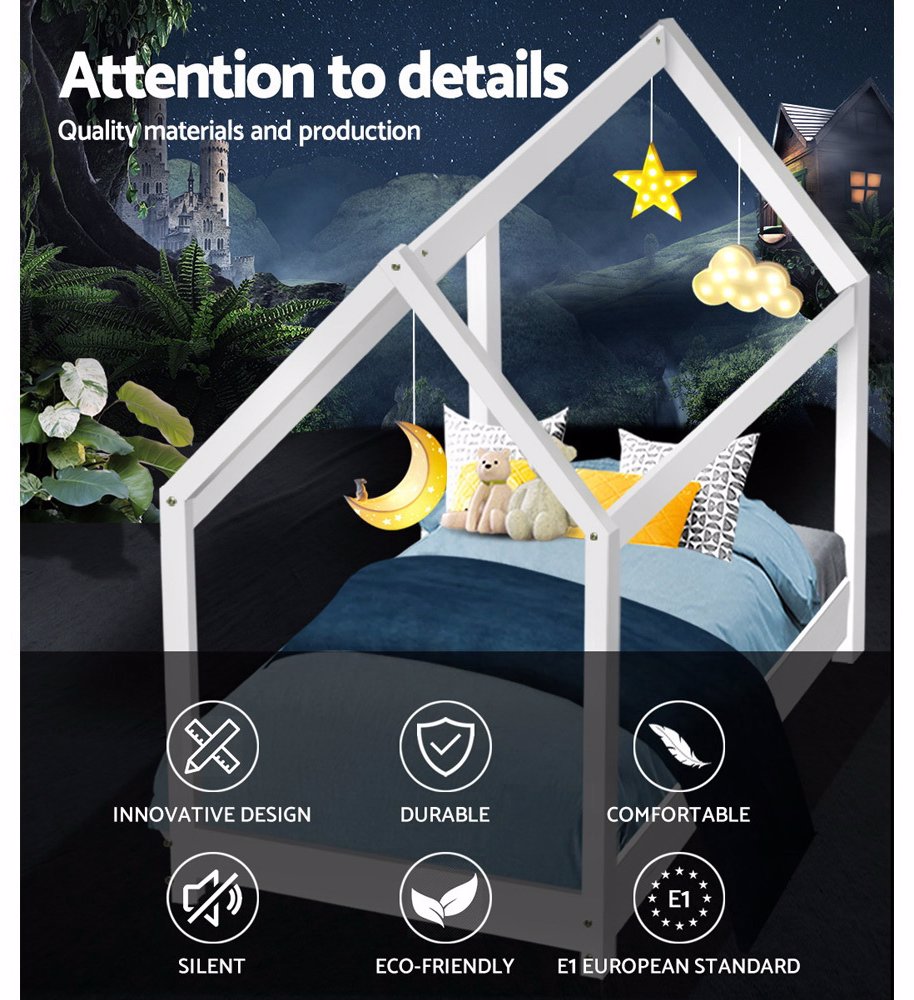 Attention to details
Quality materials and production
INNOVATIVE DESIGN
DURABLE
COMFORTABLE
SILENT
ECO-FRIENDLY
E1
E1 EUROPEAN STANDARD